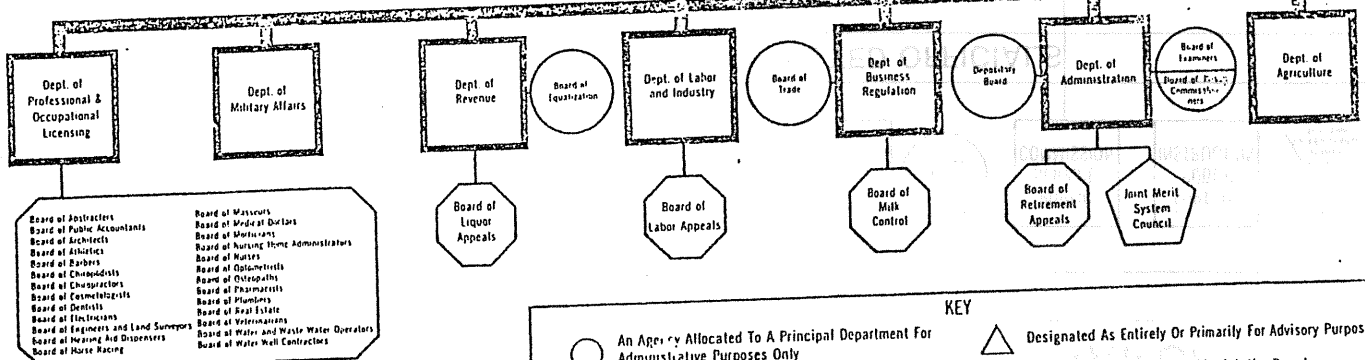 Dept. of
Professional &
Occupational
Licensing
Dept. of
Military Affairs
Dept. of
Revenue
Board of
Equalization
Dept. of Labor
and Industry
Board of
Trade
Dept. of
Business
Regulation
Depository
Board
Dept. of
Administration
Board of
Examiners
Board of
Commissioners
Dept. of
Agriculture
Board of Abstracters
Board of Public Accountants
Board of Architects
Board of Athletics
Board of Barbers
Board of Chiropodists
Board of Chiropractors
Board of Cosmetologists
Board of Dentists
Board of Electricians
Board of Engineers and Land Surveyors
Board of Hearing Aid Dispensers
Board of Horse Racing
Board of Masseurs
Board of Medical Doctors
Board of Morticians
Board of Nursing Home Administrators
Board of Nurses
Board of Optometrists
Board of Osteopaths
Board of Pharmacists
Board of Plumbers
Board of Real Estate
Board of Veterinarians
Board of Water and Waste Water Operators
Board of Water Well Contractors
Board of
Liquor
Appeals
Board of
Labor Appeals
Board of
Milk
Control
Board of
Retirement
Appeals
Joint Merit
System
Council
KEY
An Agency Allocated To A Principal Department For
Administrative Purposes Only
Designated As Entirely Or Primarily For Advisory